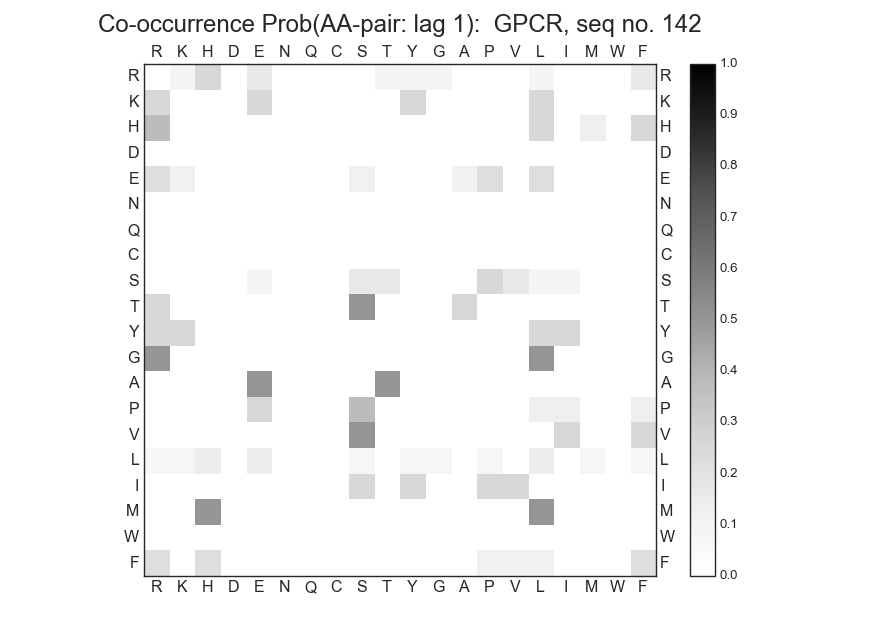 Co-occurrence Prob(AA-pair: lag 1):  GPCR, seq no. 142
R K H D E N Q C S T Y G A P V L I M W F
1.0
R R
0.9
K K
H H
0.8
D D
E E
0.7
N N
Q Q
0.6
C C
S S
0.5
T T
Y Y
G G
0.4
A A
P P
0.3
V V
L L
0.2
I I
M M
0.1
W W
F F
0.0
R K H D E N Q C S T Y G A P V L I M W F